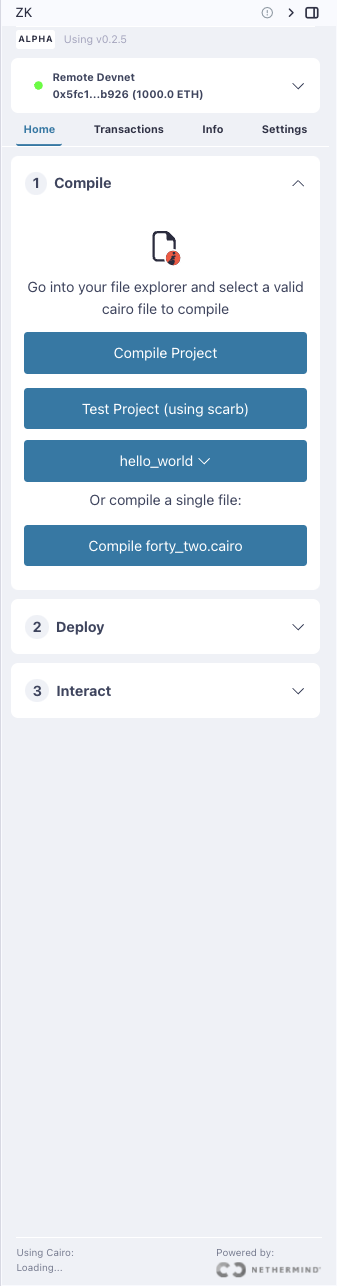 ZK
ALPHA Using v0.2.5
Remote Devnet
0x5fc1...b926 (1000.0 ETH)
Home Transactions Info Settings
1 Compile
Go into your file explorer and select a valid
cairo file to compile
Compile Project
Test Project (using scarb)
hello_world
Or compile a single file:
Compile forty_two.cairo
2 Deploy
3 Interact
Using Cairo:
Loading...
Powered by:
NETHERMIND